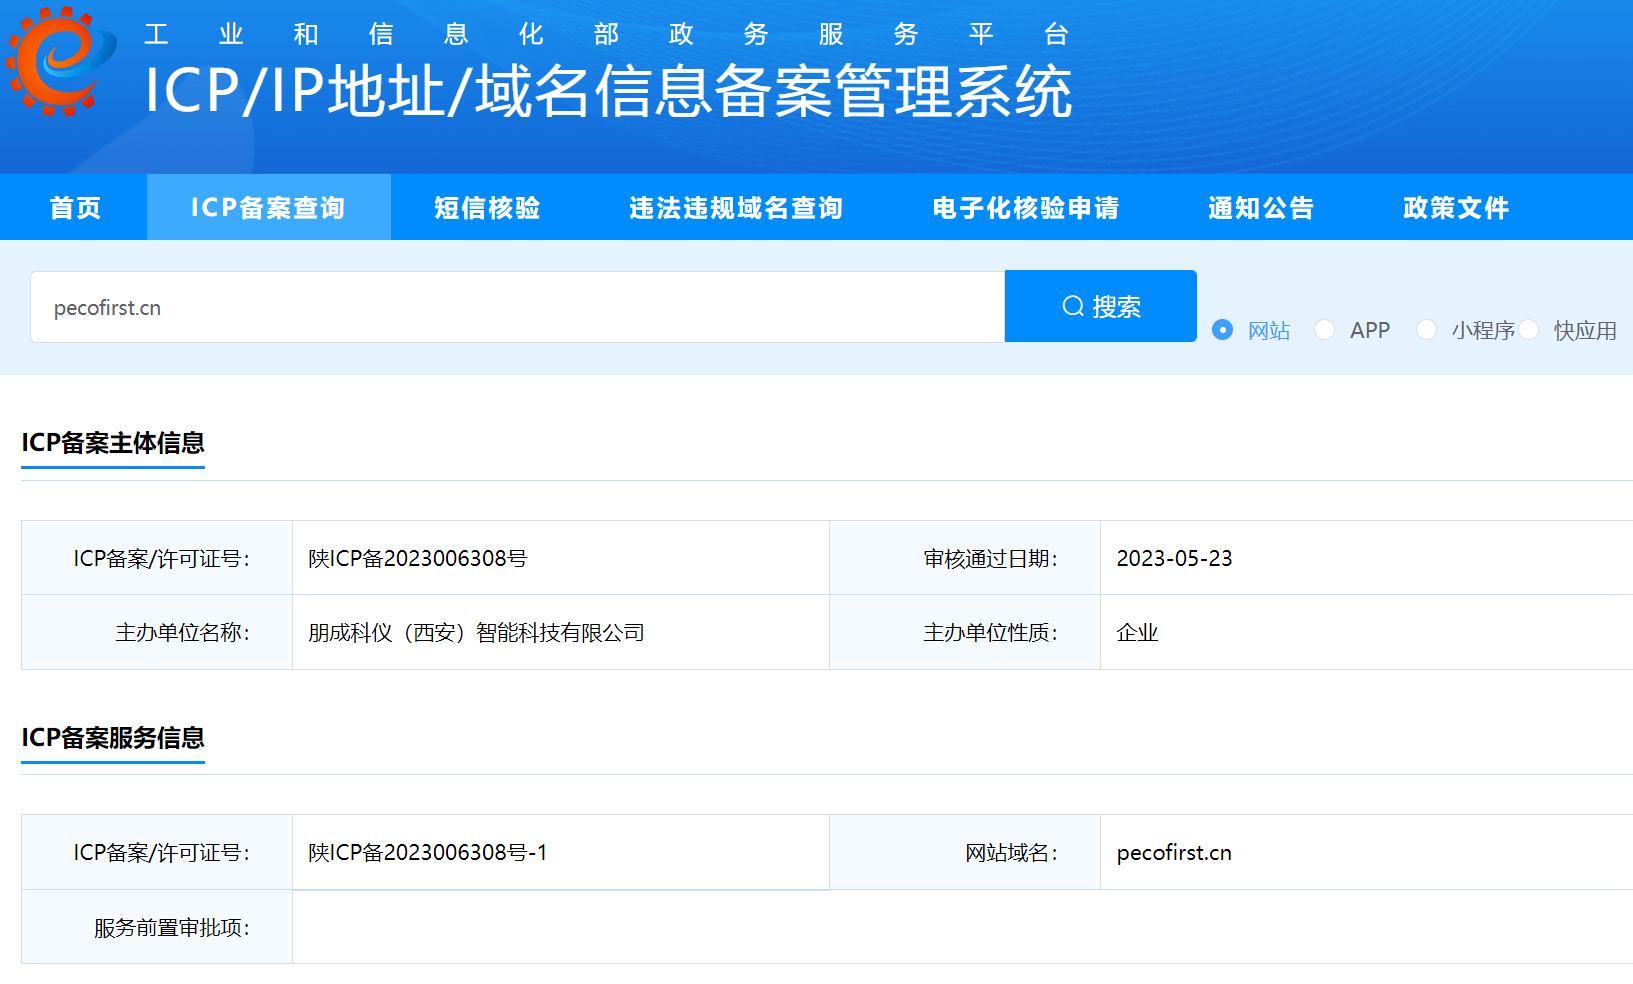 工业和信息化部政务服务平台
ICP/IP地址/域名信息备案管理系统
首页 ICP备案查询 短信核验 违法违规域名查询 电子化核验申请 通知公告 政策文件
pecofirst.cn 搜索 网站 APP 小程序 快应用
ICP备案主体信息
ICP备案/许可证号： 陕ICP备2023006308号 审核通过日期： 2023-05-23
主办单位名称： 朋成科仪（西安）智能科技有限公司 主办单位性质： 企业
ICP备案服务信息
ICP备案/许可证号： 陕ICP备2023006308号-1 网站域名： pecofirst.cn
服务前置审批项：